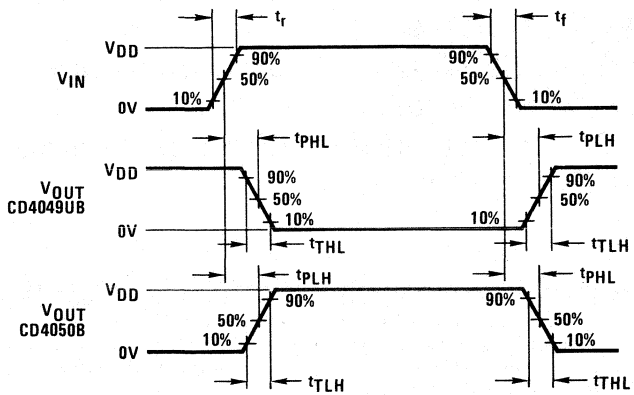 tr tf
VDD 90% 90%
VIN 50% 50%
10% 10%
0V
tPHL tPLH
VDD 90% 90%
VOUT 50% 50%
CD4049UB
10% 10%
0V
tTHL tTLH
tPLH tPHL
VDD 90% 90%
VOUT 50% 50%
CD4050B
10% 10%
0V
tTLH tTHL